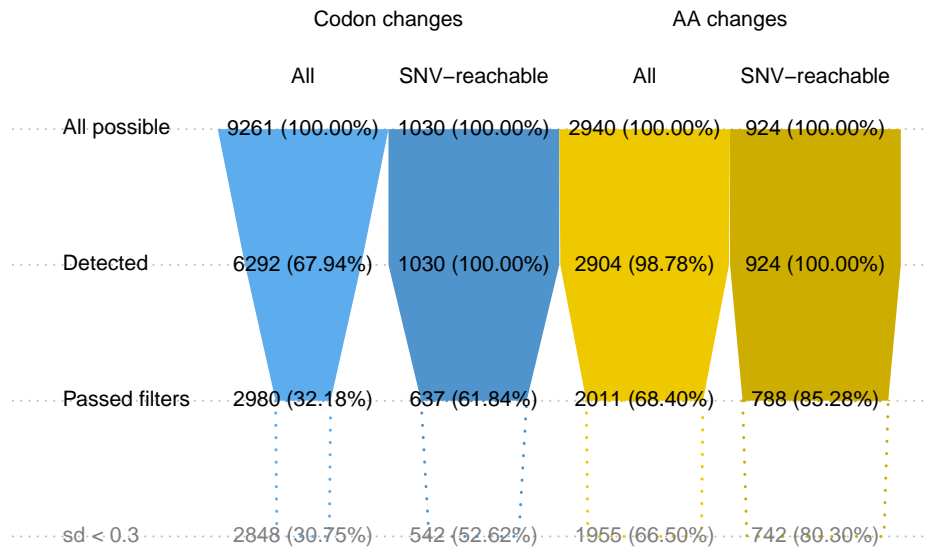 Codon changes AA changes
All SNV−reachable All SNV−reachable
All possible 9261 (100.00%) 1030 (100.00%) 2940 (100.00%) 924 (100.00%)
Detected 6292 (67.94%) 1030 (100.00%) 2904 (98.78%) 924 (100.00%)
Passed filters 2980 (32.18%) 637 (61.84%) 2011 (68.40%) 788 (85.28%)
sd < 0.3 2848 (30.75%) 542 (52.62%) 1955 (66.50%) 742 (80.30%)